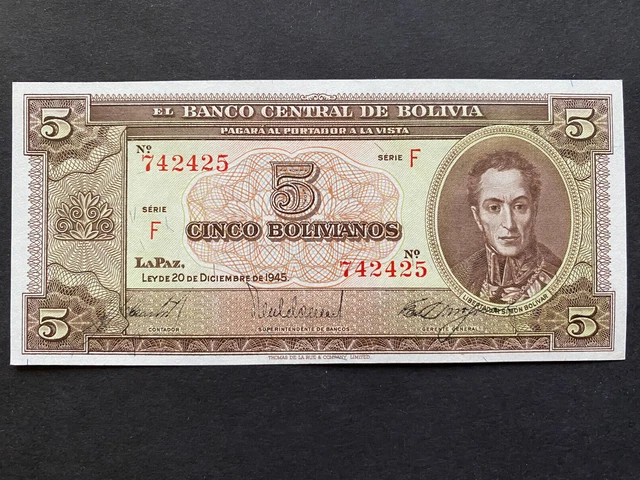 EL BANCO CENTRAL DE BOLIVIA
PAGARÁ AL PORTADOR A LA VISTA
5
5
Nº
742425
SÉRIE F
5
SÉRIE
F
CINCO BOLIVIANOS
LA PAZ,
LEY DE 20 DE DICIEMBRE DE 1945.
Nº
742425
LIBERTADOR SIMON BOLIVAR
5
5
CONTADOR
SUPERINTENDENTE DE BANCOS
GERENTE GENERAL
THOMAS DE LA RUE & COMPANY, LIMITED.